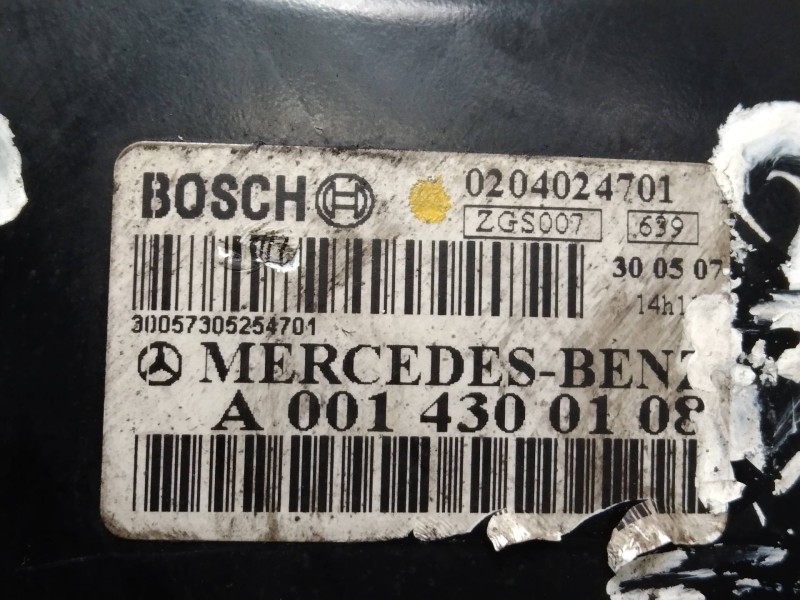 BOSCH
0204024701
ZGS007 639
30 05 07
14h1
30057305254701
MERCEDES-BENZ
A 001 430 01 08